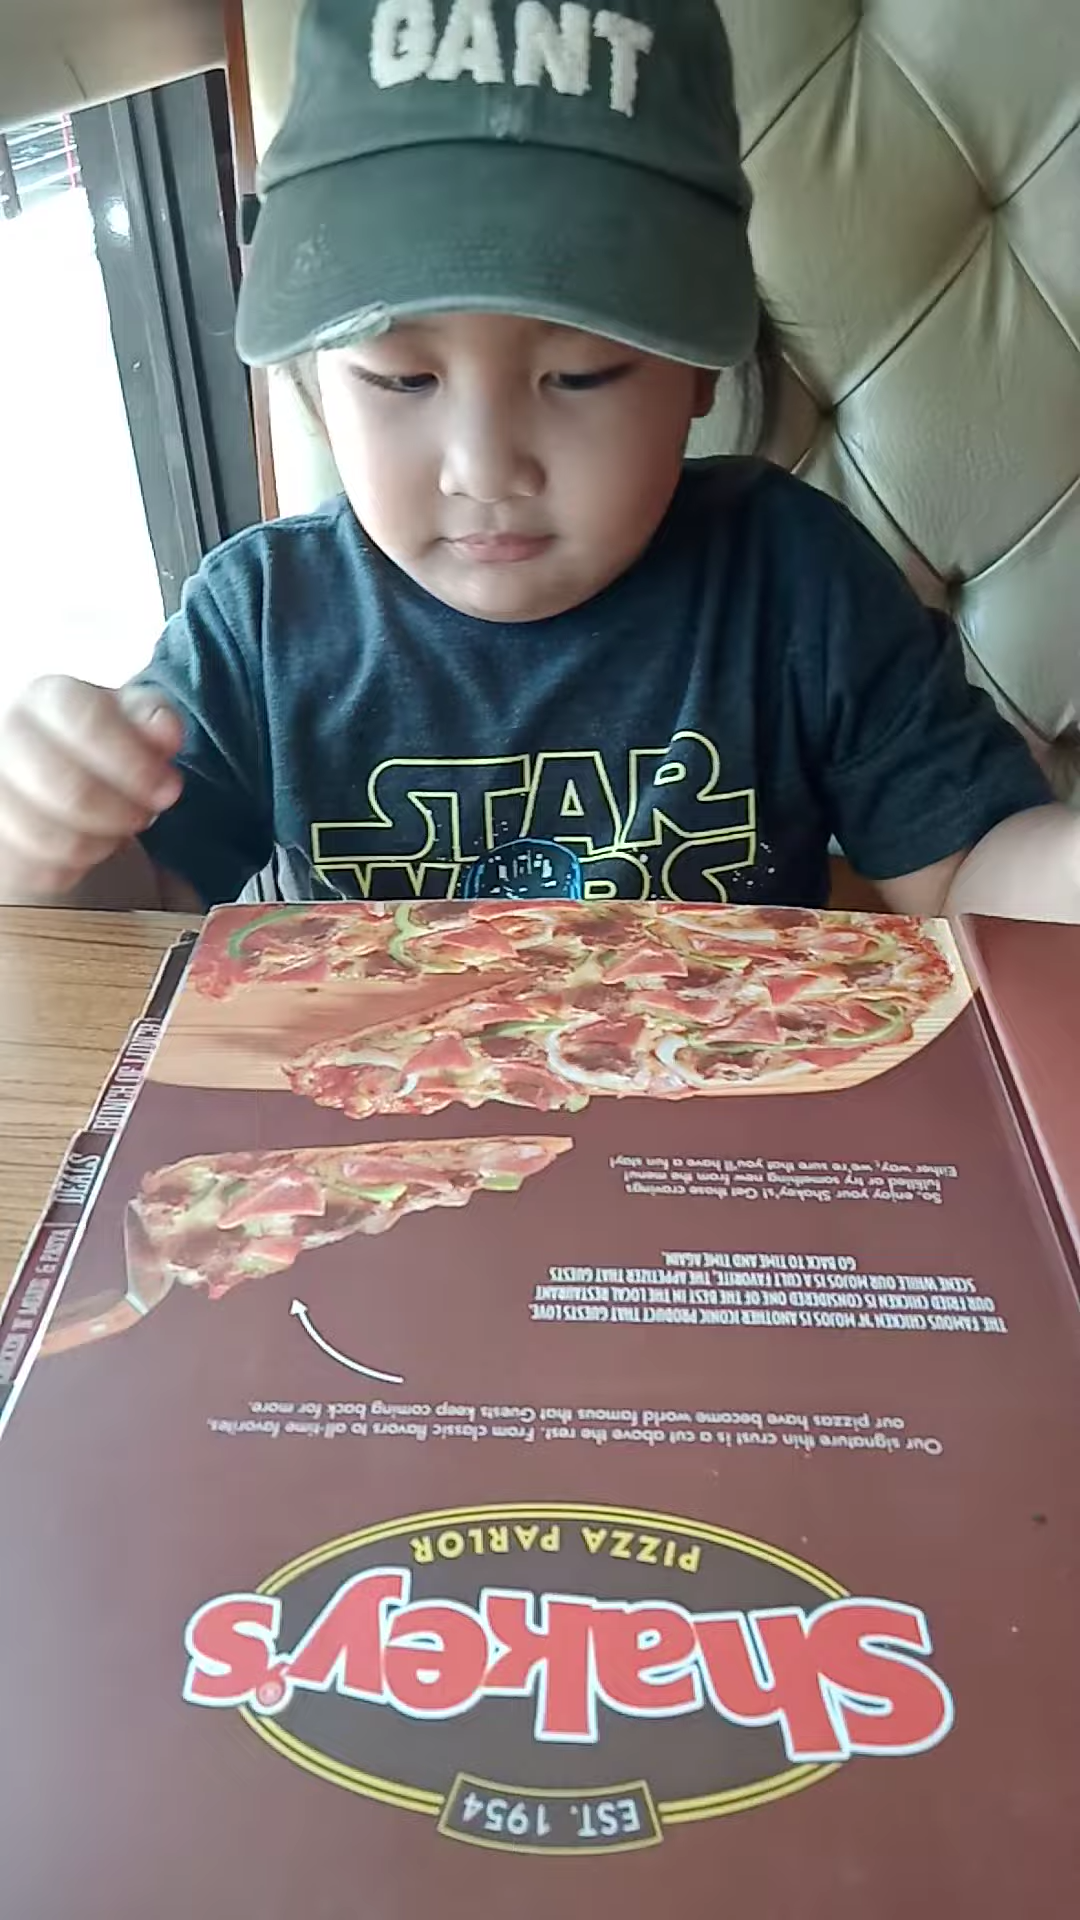 GANT
STAR
WARS
EST. 1954
Shakey's®
PIZZA PARLOR
Our signature thin crust is a cut above the rest. From classic flavors to all-time favorites,
our pizzas have become world famous that Guests keep coming back for more.
THE FAMOUS CHICKEN 'N' MOJOS IS ANOTHER ICONIC PRODUCT THAT GUESTS LOVE.
OUR FRIED CHICKEN IS CONSIDERED ONE OF THE BEST IN THE LOCAL RESTAURANT
SCENE WHILE OUR MOJOS IS A CULT FAVORITE, THE APPETIZER THAT GUESTS
GO BACK TO TIME AND TIME AGAIN.
So, enjoy your Shakey's! Get those cravings
fulfilled or try something new from the menu!
Either way, we're sure that you'll have a fun stay!
BUNCH OF LUNCH
DEALS
& PASTA